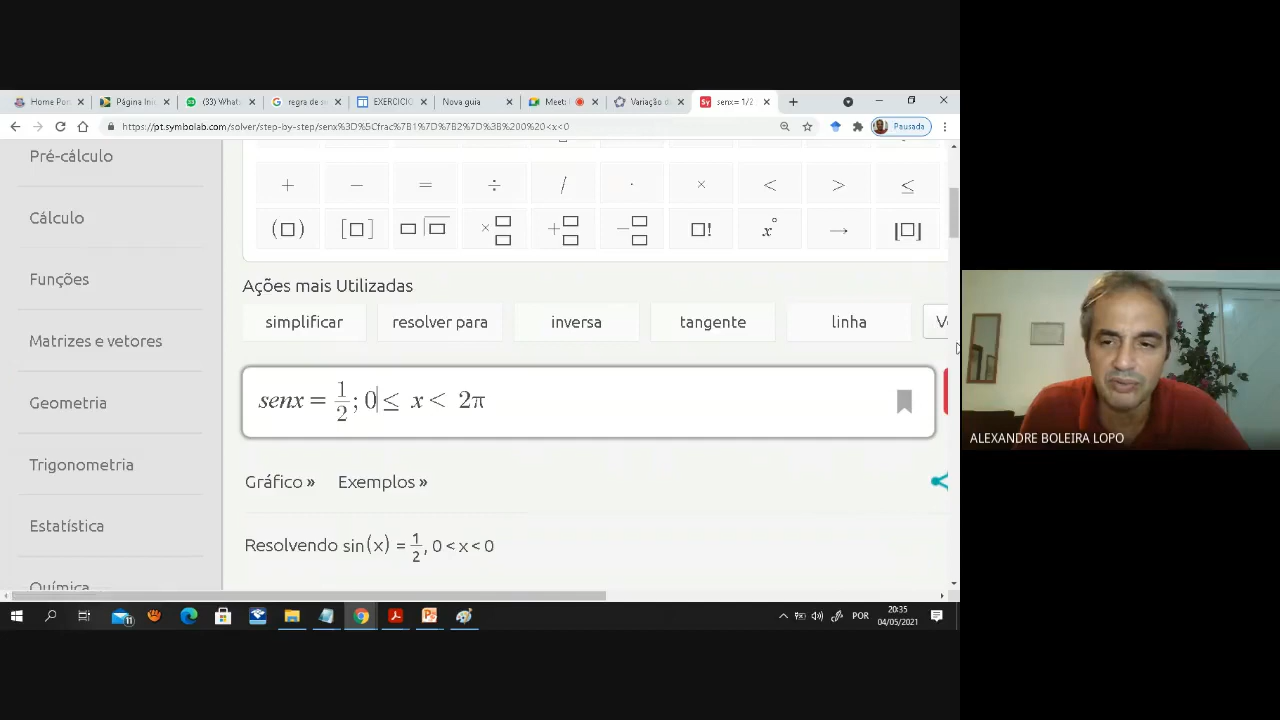 Home Por
Página Inic
(33) What
regra de s
EXERCICIO
Nova guia
Meet:
Variação d
Sy senx= 1/2
https://pt.symbolab.com/solver/step-by-step/senx%3D%5Cfrac%7B1%7D%7B2%7D%3B%200%20<x<0
Pausada
Pré-cálculo
Cálculo
Funções
Matrizes e vetores
Geometria
Trigonometria
Estatística
Química
+ − = ÷ / · × < > ≤
(□) [□] □√□ ×□□ +□□ −□□ □! x° → ⌊□⌋
Ações mais Utilizadas
simplificar resolver para inversa tangente linha
senx = 1/2; 0 ≤ x < 2π
Gráfico » Exemplos »
Resolvendo sin(x) = 1/2, 0 < x < 0
ALEXANDRE BOLEIRA LOPO
11
POR
20:35
04/05/2021